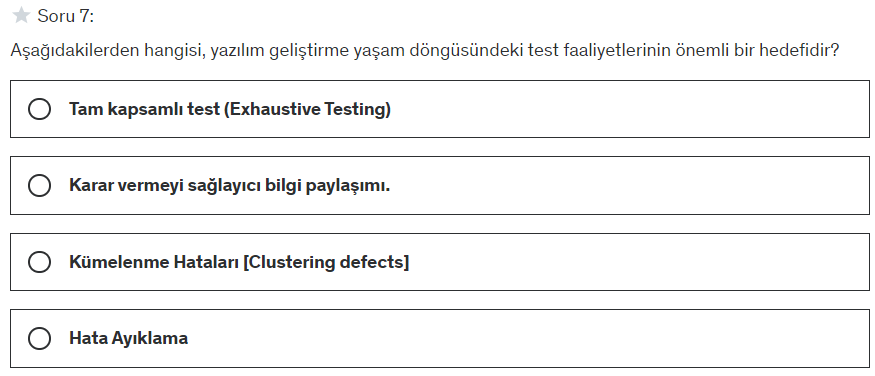 Soru 7:
Aşağıdakilerden hangisi, yazılım geliştirme yaşam döngüsündeki test faaliyetlerinin önemli bir hedefidir?
Tam kapsamlı test (Exhaustive Testing)
Karar vermeyi sağlayıcı bilgi paylaşımı.
Kümelenme Hataları [Clustering defects]
Hata Ayıklama